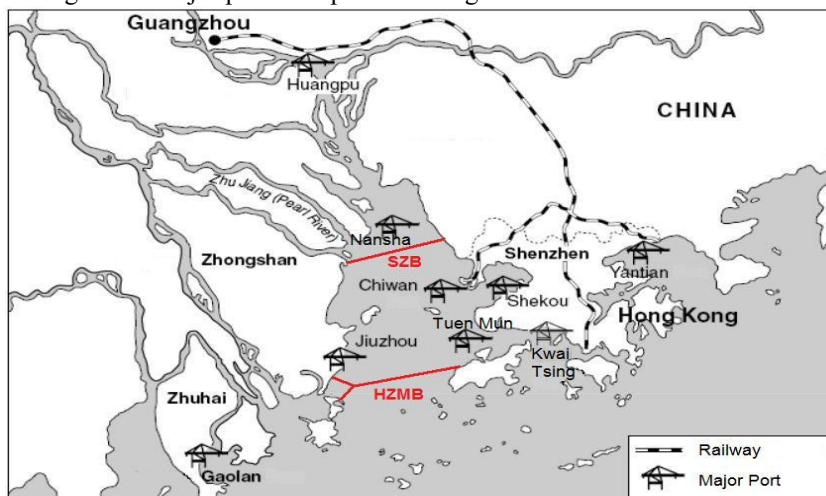 Guangzhou
Huangpu
CHINA
Zhu Jiang (Pearl River)
Nansha
SZB
Zhongshan
Shenzhen
Yantian
Chiwan
Shekou
Hong Kong
Tuen Mun
Jiuzhou
Kwai
Tsing
HZMB
Zhuhai
Gaolan
Railway
Major Port